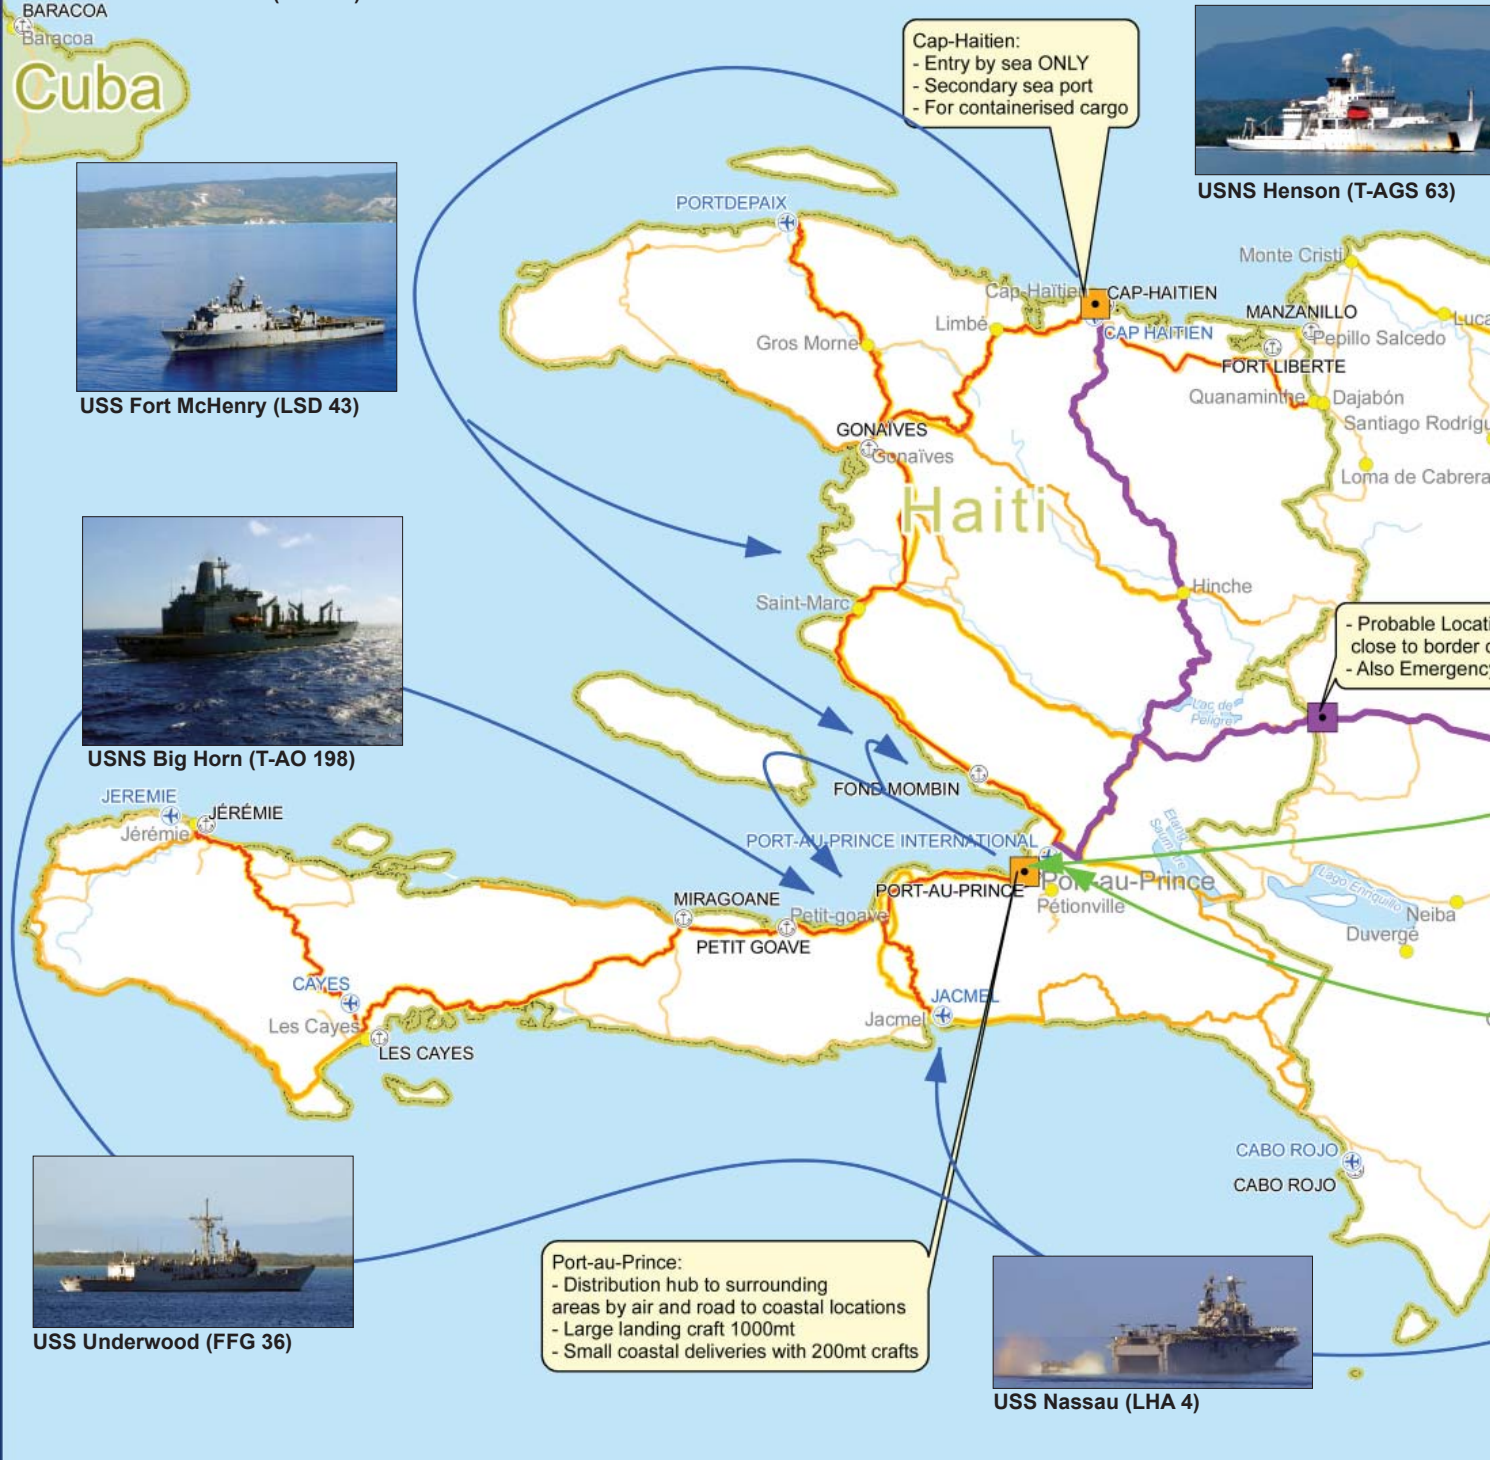 BARACOA
Baracoa
Cuba
Cap-Haitien:
- Entry by sea ONLY
- Secondary sea port
- For containerised cargo
USNS Henson (T-AGS 63)
USS Fort McHenry (LSD 43)
PORTDEPAIX
Monte Cristi
Cap-Haïtien
CAP-HAITIEN
MANZANILLO
Limbé
CAP HAITIEN
Pepillo Salcedo
Gros Morne
FORT LIBERTE
Quanaminthe
Dajabón
Santiago Rodrígu
GONAÏVES
Gonaïves
Loma de Cabrera
Haiti
Hinche
Saint-Marc
- Probable Locati
close to border
- Also Emergency
Lac de
Peligre
USNS Big Horn (T-AO 198)
FOND-MOMBIN
JEREMIE
JÉRÉMIE
Jérémie
PORT-AU-PRINCE INTERNATIONAL
Etang
Saumâtre
PORT-AU-PRINCE
Port-au-Prince
Pétionville
Lago Enriquillo
MIRAGOANE
Petit-goave
PETIT GOAVE
Neiba
Duvergé
CAYES
JACMEL
Jacmel
Les Cayes
LES CAYES
CABO ROJO
CABO ROJO
USS Underwood (FFG 36)
Port-au-Prince:
- Distribution hub to surrounding
areas by air and road to coastal locations
- Large landing craft 1000mt
- Small coastal deliveries with 200mt crafts
USS Nassau (LHA 4)